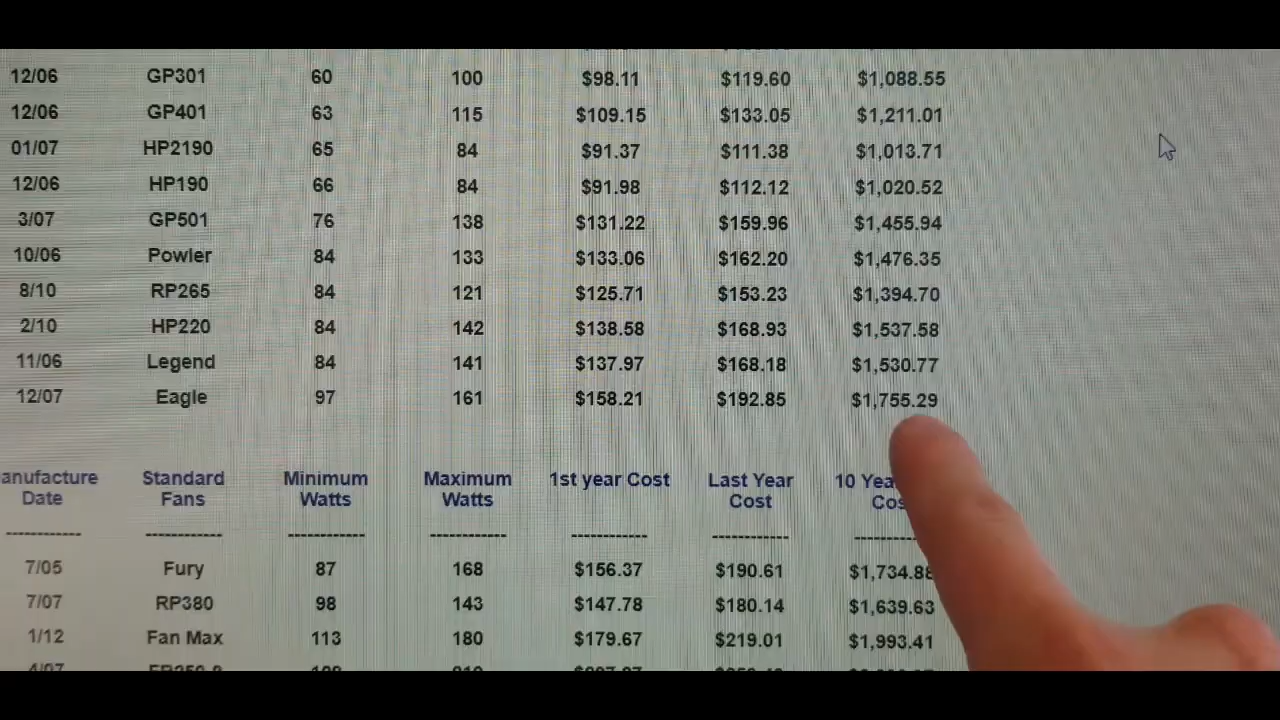 12/06 GP301 60 100 $98.11 $119.60 $1,088.55
12/06 GP401 63 115 $109.15 $133.05 $1,211.01
01/07 HP2190 65 84 $91.37 $111.38 $1,013.71
12/06 HP190 66 84 $91.98 $112.12 $1,020.52
3/07 GP501 76 138 $131.22 $159.96 $1,455.94
10/06 Powler 84 133 $133.06 $162.20 $1,476.35
8/10 RP265 84 121 $125.71 $153.23 $1,394.70
2/10 HP220 84 142 $138.58 $168.93 $1,537.58
11/06 Legend 84 141 $137.97 $168.18 $1,530.77
12/07 Eagle 97 161 $158.21 $192.85 $1,755.29
anufacture Standard Minimum Maximum 1st year Cost Last Year 10 Yea
Date Fans Watts Watts Cost Cos
------------ ------------ ------------ ------------ ------------ ------------ ----------
7/05 Fury 87 168 $156.37 $190.61 $1,734.88
7/07 RP380 98 143 $147.78 $180.14 $1,639.63
1/12 Fan Max 113 180 $179.67 $219.01 $1,993.41